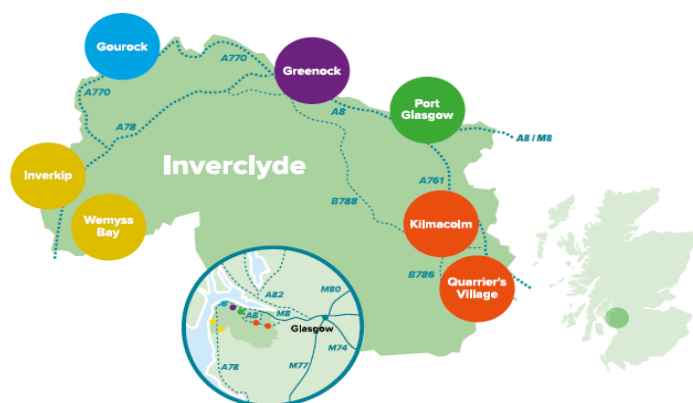 Gourock
A770
Greenock
A770
A8
Port
Glasgow
A78
A8 / M8
Inverkip
Inverclyde
A761
Wemyss
Bay
B788
Kilmacolm
B786
Quarrier's
Village
A82
M80
A8
M8
Glasgow
A78
M77
M74